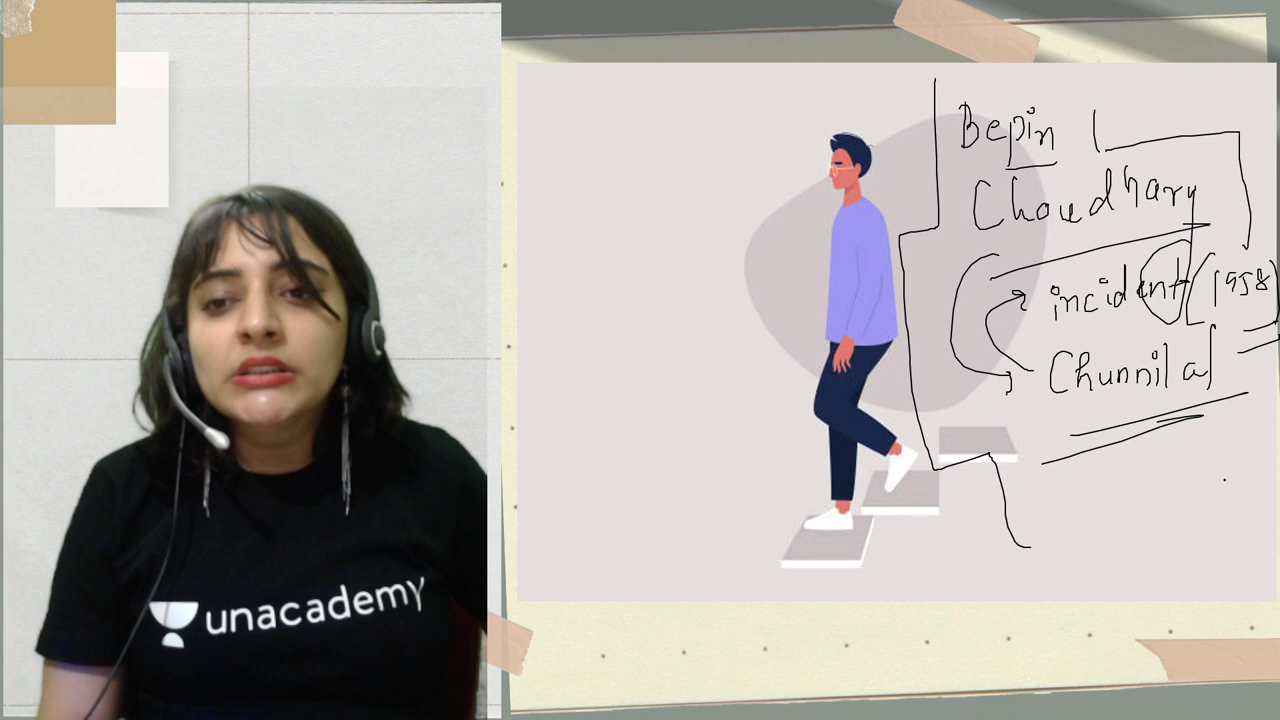 unacademy
Bepin
Choudhary
incident (1958)
Chunnilal